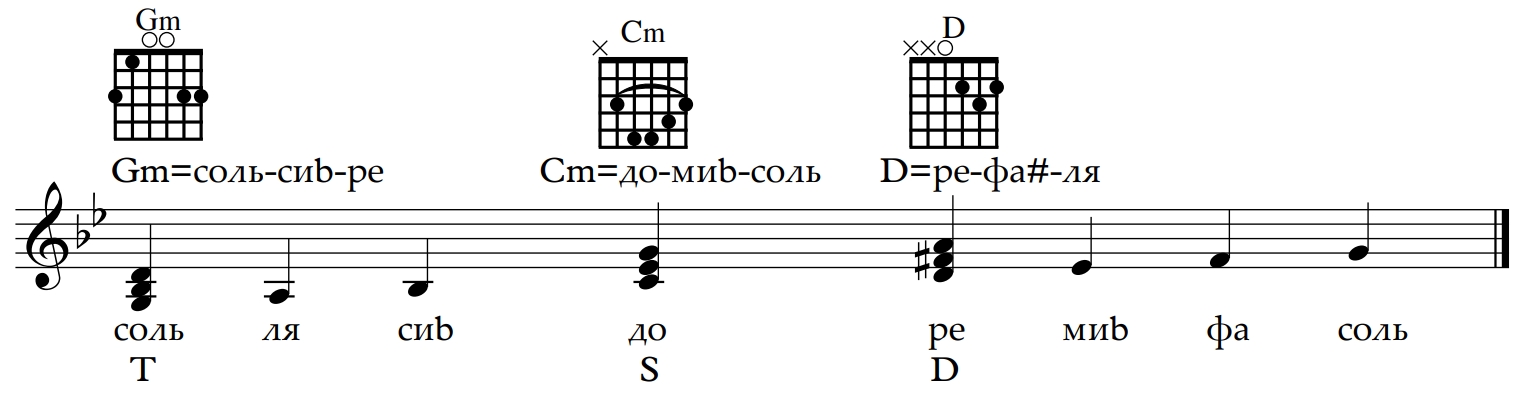 Gm Cm D
Gm=соль-сиb-ре Cm=до-миb-соль D=ре-фа#-ля
соль ля сиb до ре миb фа соль
T S D